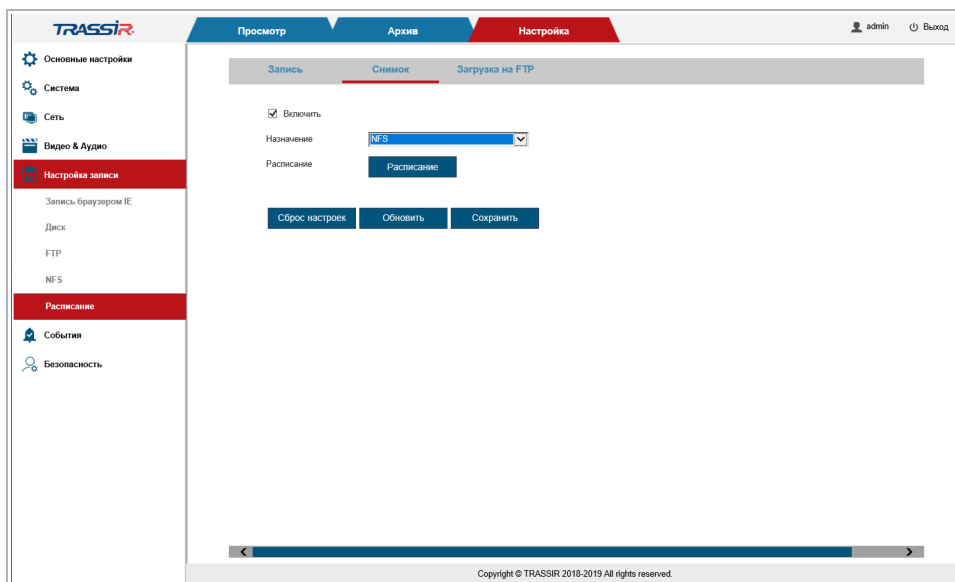 TRASSIR
Просмотр
Архив
Настройка
admin
Выход
Основные настройки
Система
Сеть
Видео & Аудио
Настройка записи
Запись браузером IE
Диск
FTP
NFS
Расписание
События
Безопасность
Запись
Снимок
Загрузка на FTP
Включить
Назначение
NFS
Расписание
Расписание
Сброс настроек
Обновить
Сохранить
Copyright © TRASSIR 2018-2019 All rights reserved.